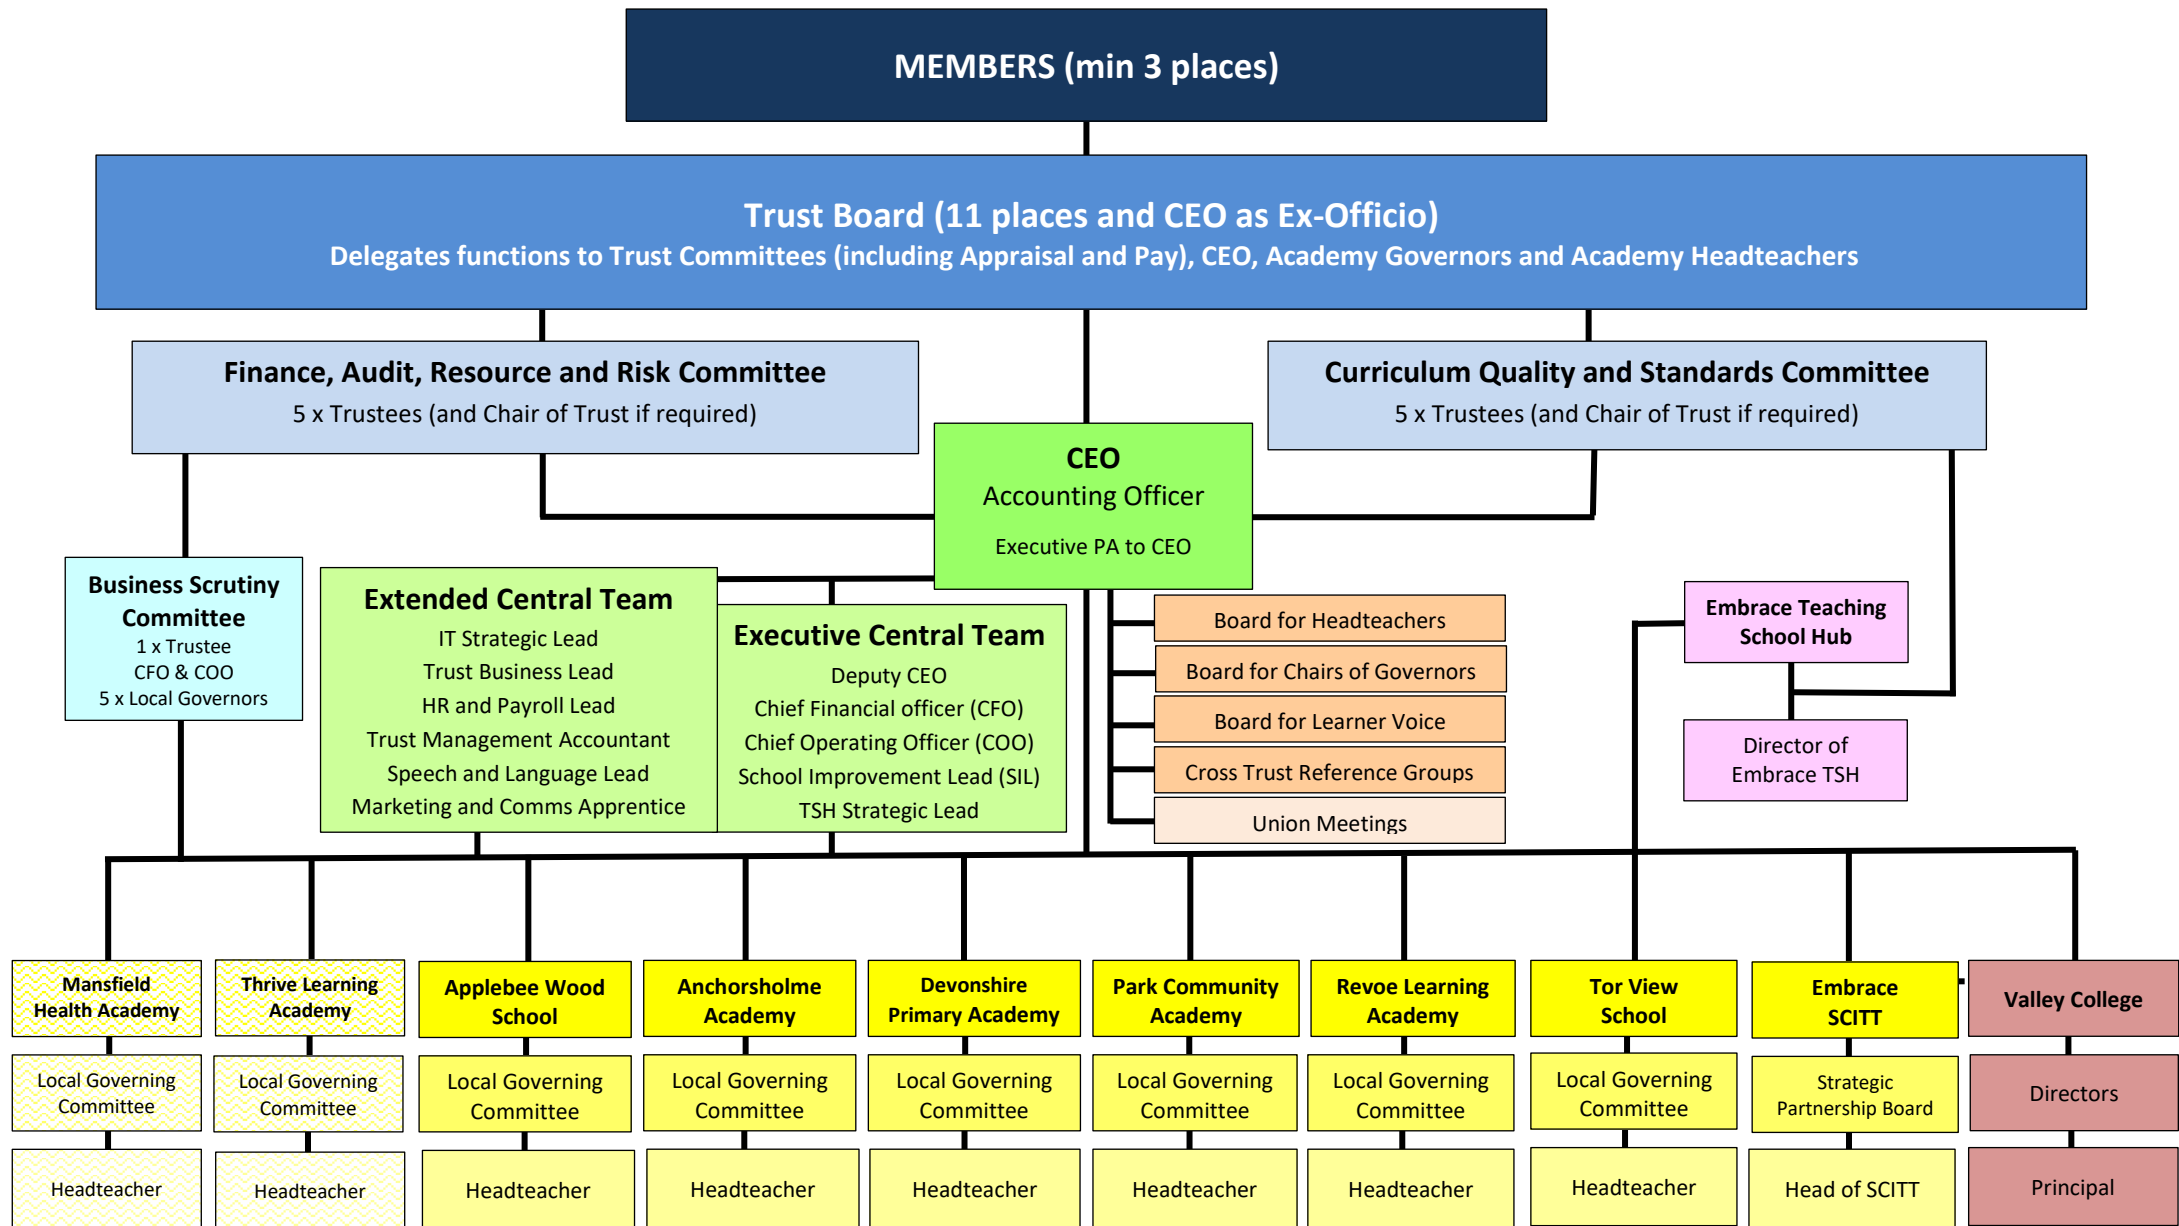 MEMBERS (min 3 places)
Trust Board (11 places and CEO as Ex-Officio)
Delegates functions to Trust Committees (including Appraisal and Pay), CEO, Academy Governors and Academy Headteachers
Finance, Audit, Resource and Risk Committee
5 x Trustees (and Chair of Trust if required)
Curriculum Quality and Standards Committee
5 x Trustees (and Chair of Trust if required)
CEO
Accounting Officer
Executive PA to CEO
Business Scrutiny
Committee
1 x Trustee
CFO & COO
5 x Local Governors
Extended Central Team
IT Strategic Lead
Trust Business Lead
HR and Payroll Lead
Trust Management Accountant
Speech and Language Lead
Marketing and Comms Apprentice
Executive Central Team
Deputy CEO
Chief Financial officer (CFO)
Chief Operating Officer (COO)
School Improvement Lead (SIL)
TSH Strategic Lead
Board for Headteachers
Board for Chairs of Governors
Board for Learner Voice
Cross Trust Reference Groups
Union Meetings
Embrace Teaching
School Hub
Director of
Embrace TSH
Mansfield
Health Academy
Local Governing
Committee
Headteacher
Thrive Learning
Academy
Local Governing
Committee
Headteacher
Applebee Wood
School
Local Governing
Committee
Headteacher
Anchorsholme
Academy
Local Governing
Committee
Headteacher
Devonshire
Primary Academy
Local Governing
Committee
Headteacher
Park Community
Academy
Local Governing
Committee
Headteacher
Revoe Learning
Academy
Local Governing
Committee
Headteacher
Tor View
School
Local Governing
Committee
Headteacher
Embrace
SCITT
Strategic
Partnership Board
Head of SCITT
Valley College
Directors
Principal